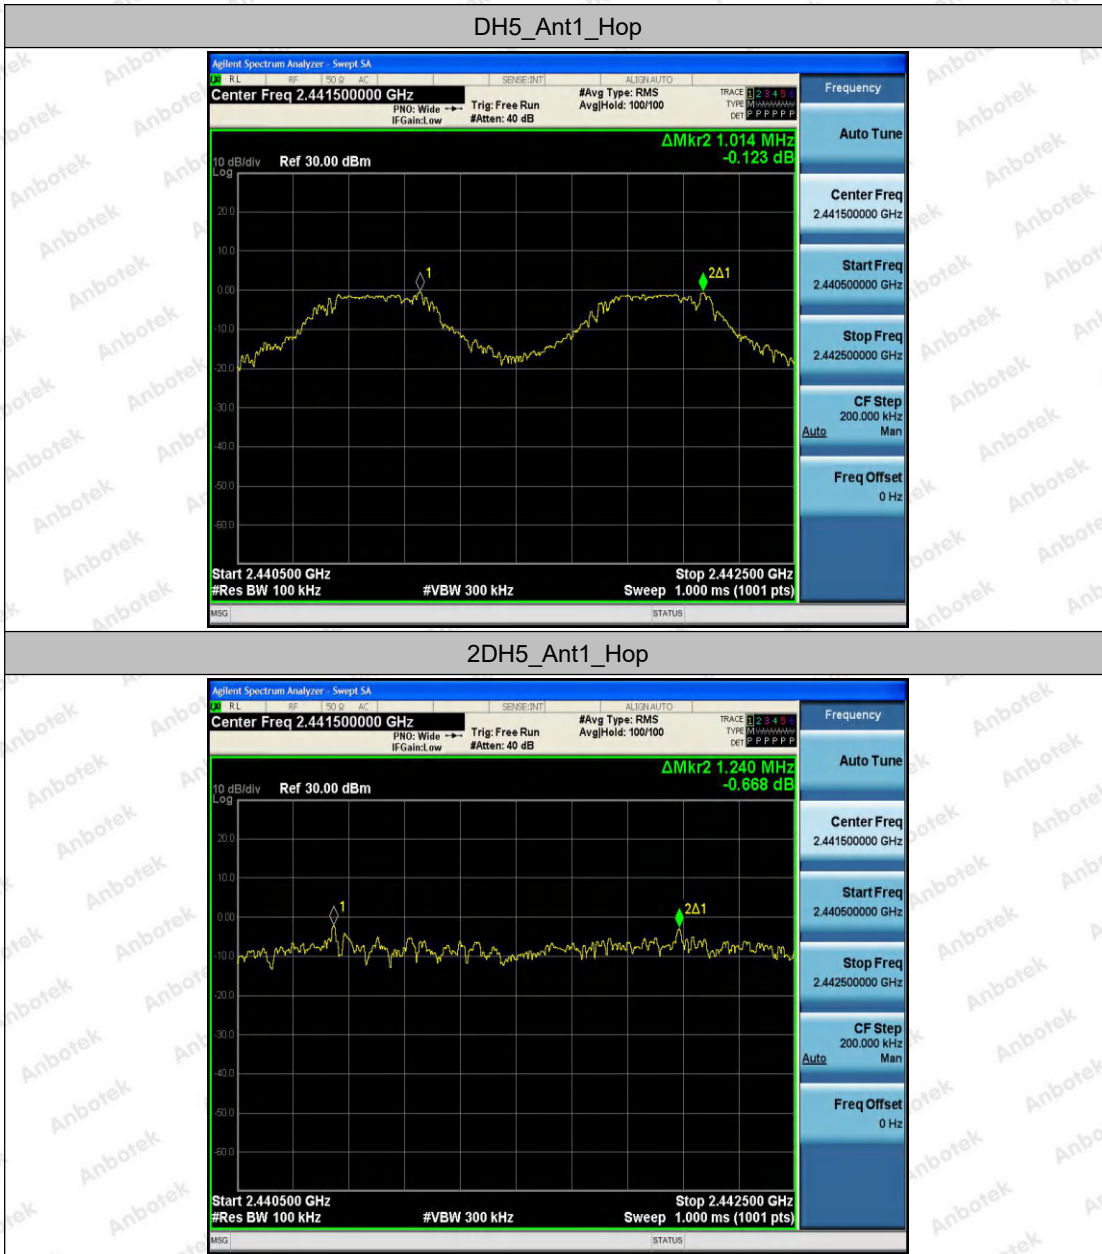 DH5_Ant1_Hop
Agilent Spectrum Analyzer - Swept SA
RL RF 50 Ω AC SENSE:INT ALIGN AUTO
Center Freq 2.441500000 GHz
PNO: Wide
IFGain:Low
Trig: Free Run
#Atten: 40 dB
#Avg Type: RMS
Avg|Hold: 100/100
TRACE 1 2 3 4 5 6
TYPE M
DET P P P P P P
ΔMkr2 1.014 MHz
-0.123 dB
10 dB/div Ref 30.00 dBm
Log
20.0
10.0
0.00
-10.0
-20.0
-30.0
-40.0
-50.0
-60.0
1
2Δ1
Start 2.440500 GHz
Stop 2.442500 GHz
#Res BW 100 kHz
#VBW 300 kHz
Sweep 1.000 ms (1001 pts)
MSG
STATUS
Frequency
Auto Tune
Center Freq
2.441500000 GHz
Start Freq
2.440500000 GHz
Stop Freq
2.442500000 GHz
CF Step
200.000 kHz
Auto Man
Freq Offset
0 Hz
2DH5_Ant1_Hop
Agilent Spectrum Analyzer - Swept SA
RL RF 50 Ω AC SENSE:INT ALIGN AUTO
Center Freq 2.441500000 GHz
PNO: Wide
IFGain:Low
Trig: Free Run
#Atten: 40 dB
#Avg Type: RMS
Avg|Hold: 100/100
TRACE 1 2 3 4 5 6
TYPE M
DET P P P P P P
ΔMkr2 1.240 MHz
-0.668 dB
10 dB/div Ref 30.00 dBm
Log
20.0
10.0
0.00
-10.0
-20.0
-30.0
-40.0
-50.0
-60.0
1
2Δ1
Start 2.440500 GHz
Stop 2.442500 GHz
#Res BW 100 kHz
#VBW 300 kHz
Sweep 1.000 ms (1001 pts)
MSG
STATUS
Frequency
Auto Tune
Center Freq
2.441500000 GHz
Start Freq
2.440500000 GHz
Stop Freq
2.442500000 GHz
CF Step
200.000 kHz
Auto Man
Freq Offset
0 Hz
Anbotek